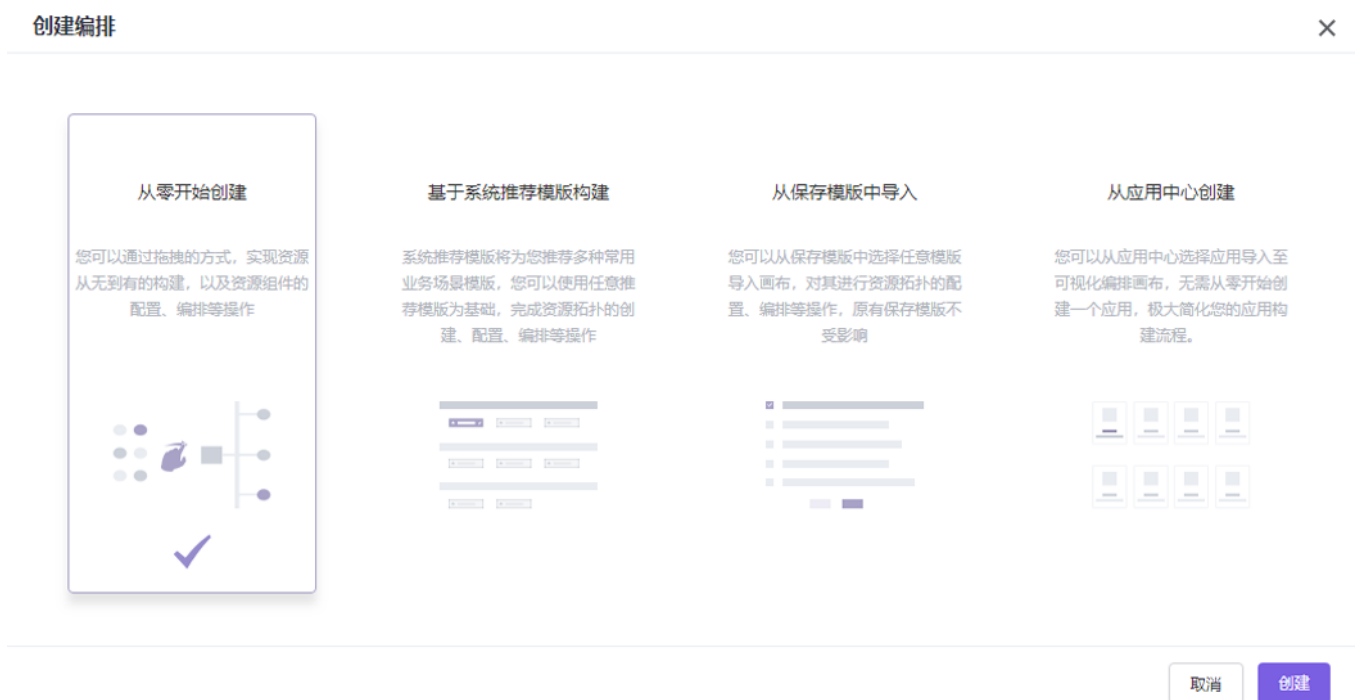 创建编排
从零开始创建
您可以通过拖拽的方式，实现资源
从无到有的构建，以及资源组件的
配置、编排等操作
基于系统推荐模版构建
系统推荐模版将为您推荐多种常用
业务场景模版，您可以使用任意推
荐模版为基础，完成资源拓扑的创
建、配置、编排等操作
从保存模版中导入
您可以从保存模版中选择任意模版
导入画布，对其进行资源拓扑的配
置、编排等操作，原有保存模版不
受影响
从应用中心创建
您可以从应用中心选择应用导入至
可视化编排画布，无需从零开始创
建一个应用，极大简化您的应用构
建流程。
取消
创建